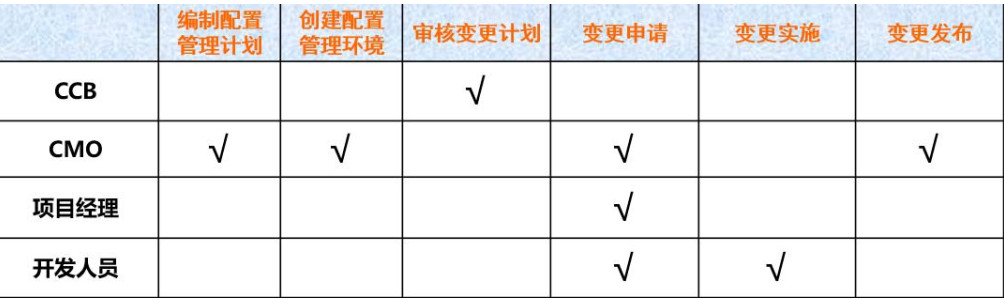 编制配置
管理计划
创建配置
管理环境
审核变更计划
变更申请
变更实施
变更发布
CCB
√
CMO
√ √ √ √
项目经理
√
开发人员
√ √